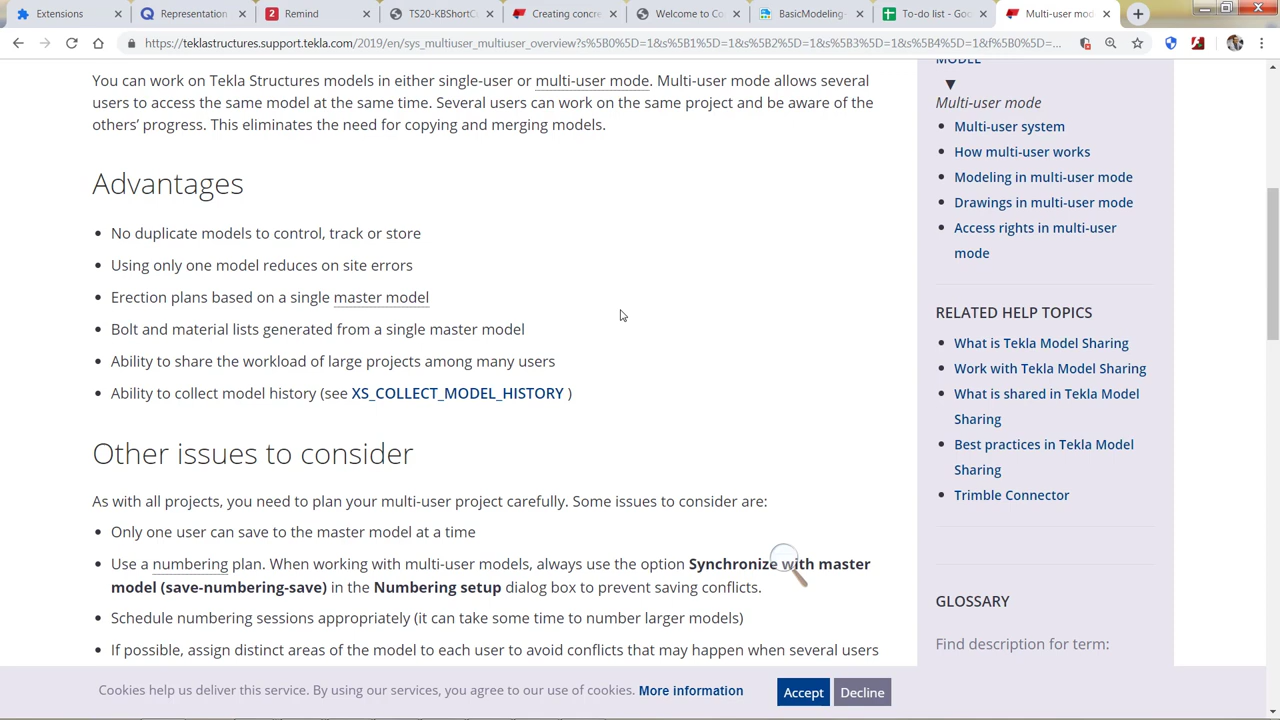 Extensions
Representation
Remind
TS20-KBShortC
Create
Welcome to Co
BasicModeling-
To-do list - Goo
Multi-user mod
https://teklastructures.support.tekla.com/2019/en/sys_multiuser_multiuser_overview?s%5B0%5D=1&s%5B1%5D=1&s%5B2%5D=1&s%5B3%5D=1&s%5B4%5D=1&f%5B0%5D=...
You can work on Tekla Structures models in either single-user or multi-user mode. Multi-user mode allows several
users to access the same model at the same time. Several users can work on the same project and be aware of the
others' progress. This eliminates the need for copying and merging models.
Advantages
• No duplicate models to control, track or store
• Using only one model reduces on site errors
• Erection plans based on a single master model
• Bolt and material lists generated from a single master model
• Ability to share the workload of large projects among many users
• Ability to collect model history (see XS_COLLECT_MODEL_HISTORY )
Other issues to consider
As with all projects, you need to plan your multi-user project carefully. Some issues to consider are:
• Only one user can save to the master model at a time
• Use a numbering plan. When working with multi-user models, always use the option Synchronize with master
model (save-numbering-save) in the Numbering setup dialog box to prevent saving conflicts.
• Schedule numbering sessions appropriately (it can take some time to number larger models)
• If possible, assign distinct areas of the model to each user to avoid conflicts that may happen when several users
MODEL
▼
Multi-user mode
• Multi-user system
• How multi-user works
• Modeling in multi-user mode
• Drawings in multi-user mode
• Access rights in multi-user
mode
RELATED HELP TOPICS
• What is Tekla Model Sharing
• Work with Tekla Model Sharing
• What is shared in Tekla Model
Sharing
• Best practices in Tekla Model
Sharing
• Trimble Connector
GLOSSARY
Find description for term:
Cookies help us deliver this service. By using our services, you agree to our use of cookies. More information
Accept
Decline